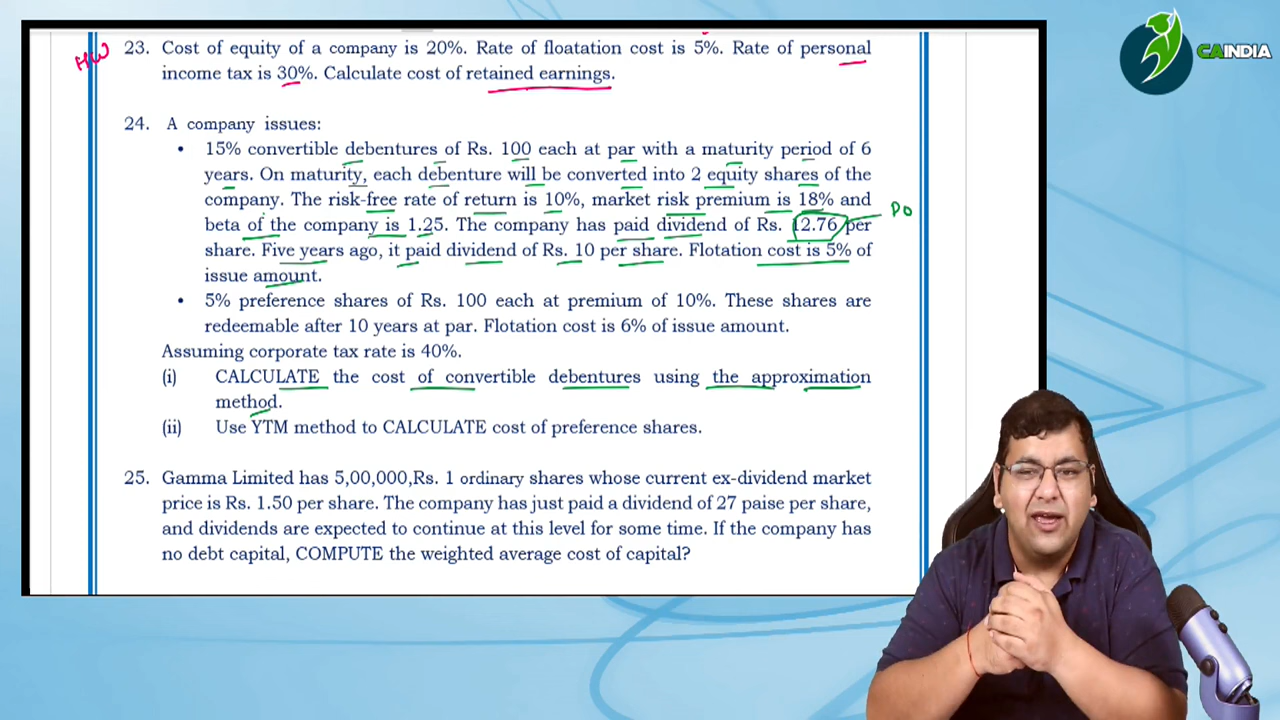 CAINDIA
HW
23. Cost of equity of a company is 20%. Rate of floatation cost is 5%. Rate of personal
income tax is 30%. Calculate cost of retained earnings.
24. A company issues:
• 15% convertible debentures of Rs. 100 each at par with a maturity period of 6
years. On maturity, each debenture will be converted into 2 equity shares of the
company. The risk-free rate of return is 10%, market risk premium is 18% and
beta of the company is 1.25. The company has paid dividend of Rs. 12.76 per
D0
share. Five years ago, it paid dividend of Rs. 10 per share. Flotation cost is 5% of
issue amount.
• 5% preference shares of Rs. 100 each at premium of 10%. These shares are
redeemable after 10 years at par. Flotation cost is 6% of issue amount.
Assuming corporate tax rate is 40%.
(i) CALCULATE the cost of convertible debentures using the approximation
method.
(ii) Use YTM method to CALCULATE cost of preference shares.
25. Gamma Limited has 5,00,000,Rs. 1 ordinary shares whose current ex-dividend market
price is Rs. 1.50 per share. The company has just paid a dividend of 27 paise per share,
and dividends are expected to continue at this level for some time. If the company has
no debt capital, COMPUTE the weighted average cost of capital?